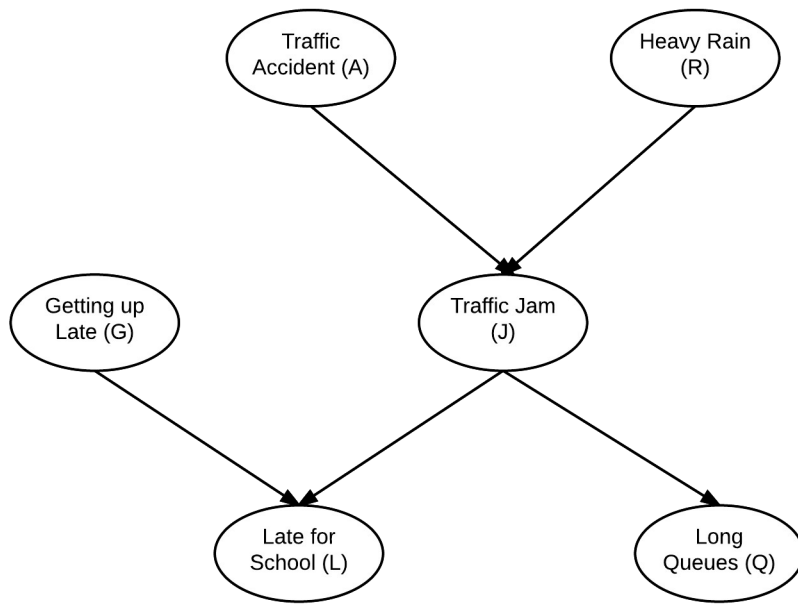 Traffic
Accident (A)
Heavy Rain
(R)
Getting up
Late (G)
Traffic Jam
(J)
Late for
School (L)
Long
Queues (Q)